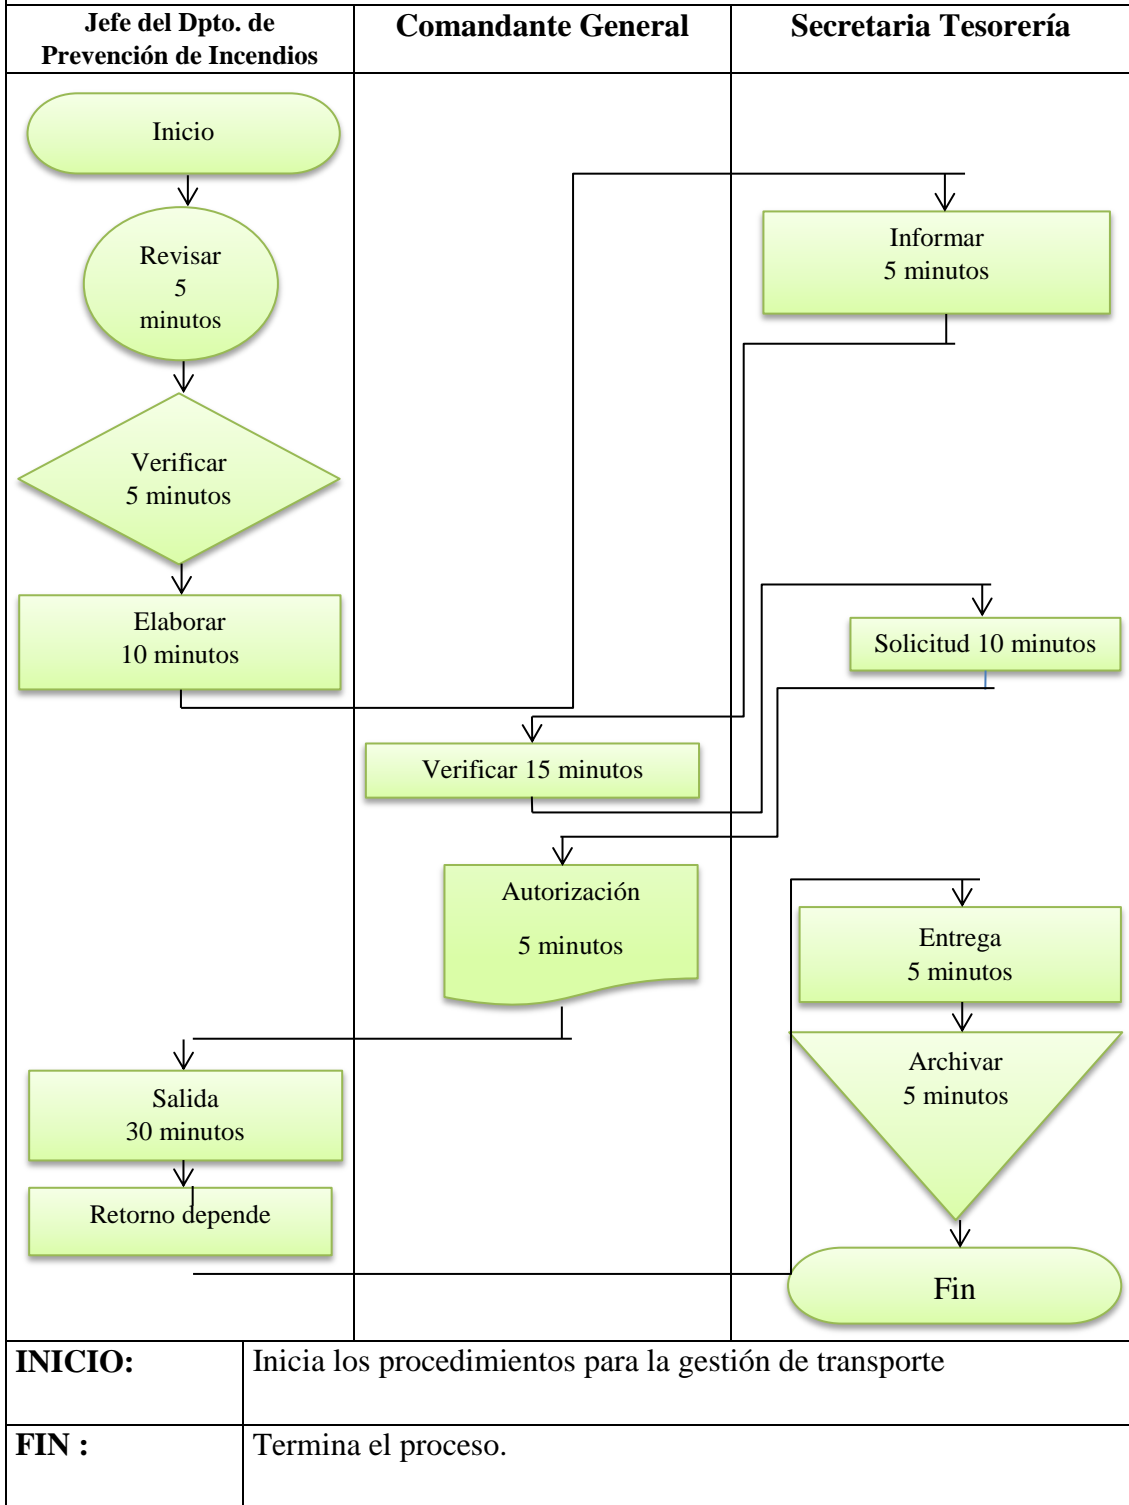 Jefe del Dpto. de
Prevención de Incendios
Comandante General
Secretaria Tesorería
Inicio
Revisar
5
minutos
Verificar
5 minutos
Elaborar
10 minutos
Informar
5 minutos
Verificar 15 minutos
Solicitud 10 minutos
Autorización
5 minutos
Salida
30 minutos
Retorno depende
Entrega
5 minutos
Archivar
5 minutos
Fin
INICIO:
Inicia los procedimientos para la gestión de transporte
FIN :
Termina el proceso.